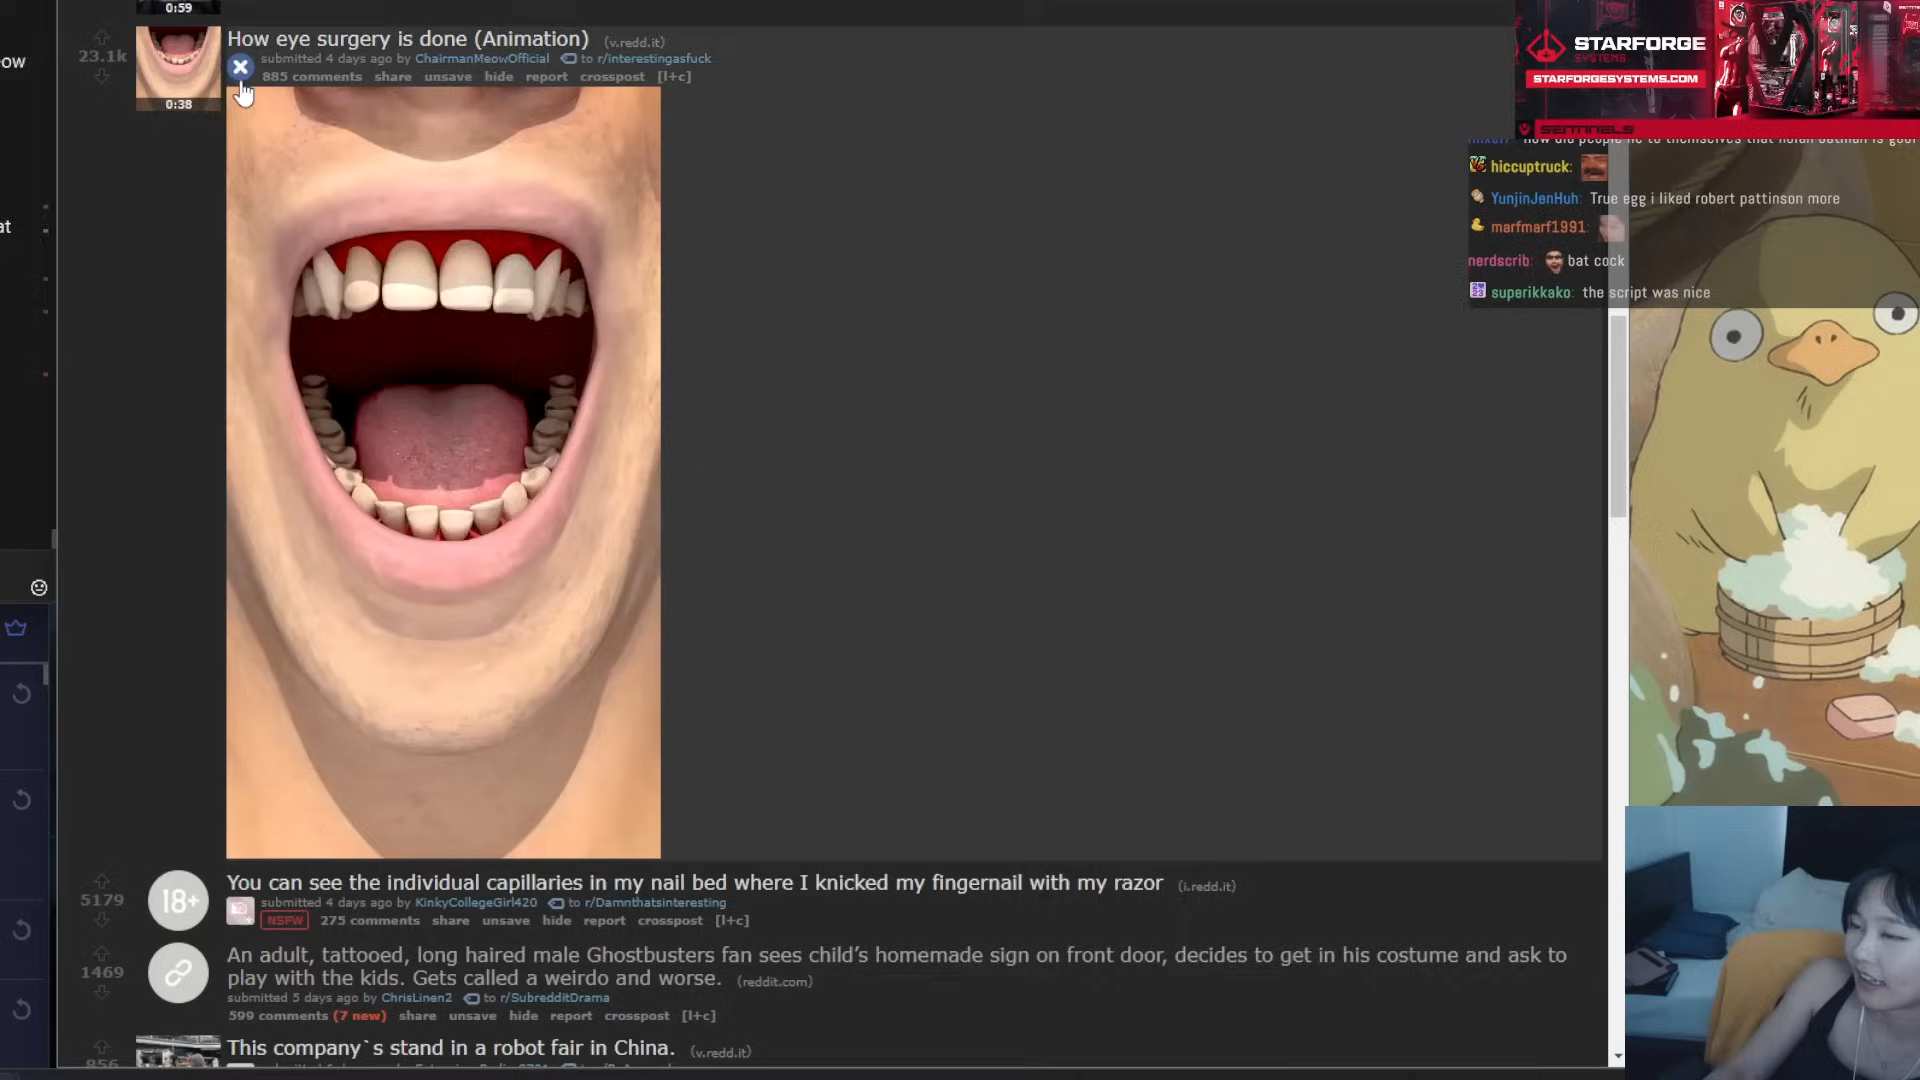 0:59
ow
23.1k
How eye surgery is done (Animation) (v.redd.it)
submitted 4 days ago by ChairmanMeowOfficial to r/interestingasfuck
885 comments share unsave hide report crosspost [l+c]
0:38
STARFORGE
SYSTEMS
STARFORGESYSTEMS.COM
SENTINELS
hiccuptruck:
YunjinJenHuh: True egg i liked robert pattinson more
marfmarf1991:
nerdscrib: bat cock
superikkako: the script was nice
at
5179
18+
You can see the individual capillaries in my nail bed where I knicked my fingernail with my razor (i.redd.it)
submitted 4 days ago by KinkyCollegeGirl420 to r/Damnthatsinteresting
NSFW 275 comments share unsave hide report crosspost [l+c]
1469
An adult, tattooed, long haired male Ghostbusters fan sees child's homemade sign on front door, decides to get in his costume and ask to
play with the kids. Gets called a weirdo and worse. (reddit.com)
submitted 5 days ago by ChrisLinen2 to r/SubredditDrama
599 comments (7 new) share unsave hide report crosspost [l+c]
856
This company`s stand in a robot fair in China. (v.redd.it)